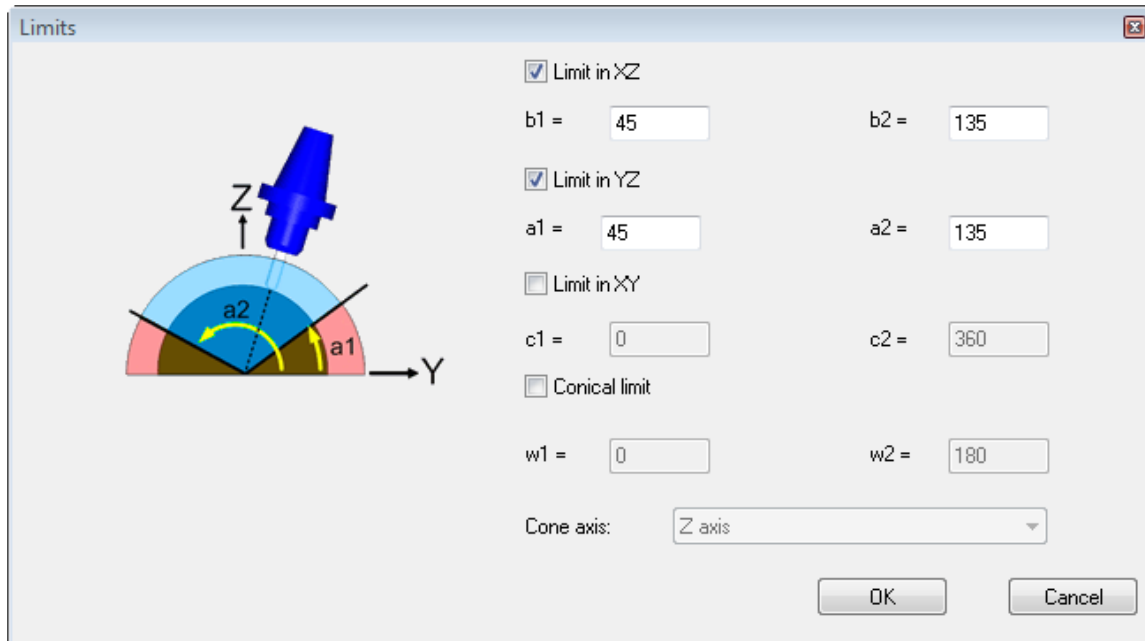 Limits
Limit in XZ
b1 = 45 b2 = 135
Limit in YZ
a1 = 45 a2 = 135
Limit in XY
c1 = 0 c2 = 360
Conical limit
w1 = 0 w2 = 180
Cone axis: Z axis
OK Cancel
Z
a2
a1
Y